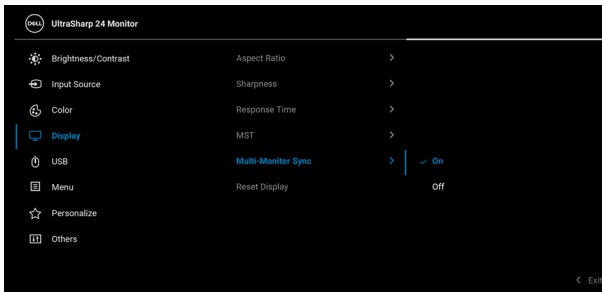 DELL UltraSharp 24 Monitor
Brightness/Contrast
Input Source
Color
Display
USB
Menu
Personalize
Others
Aspect Ratio
Sharpness
Response Time
MST
Multi-Monitor Sync
Reset Display
On
Off
Exit